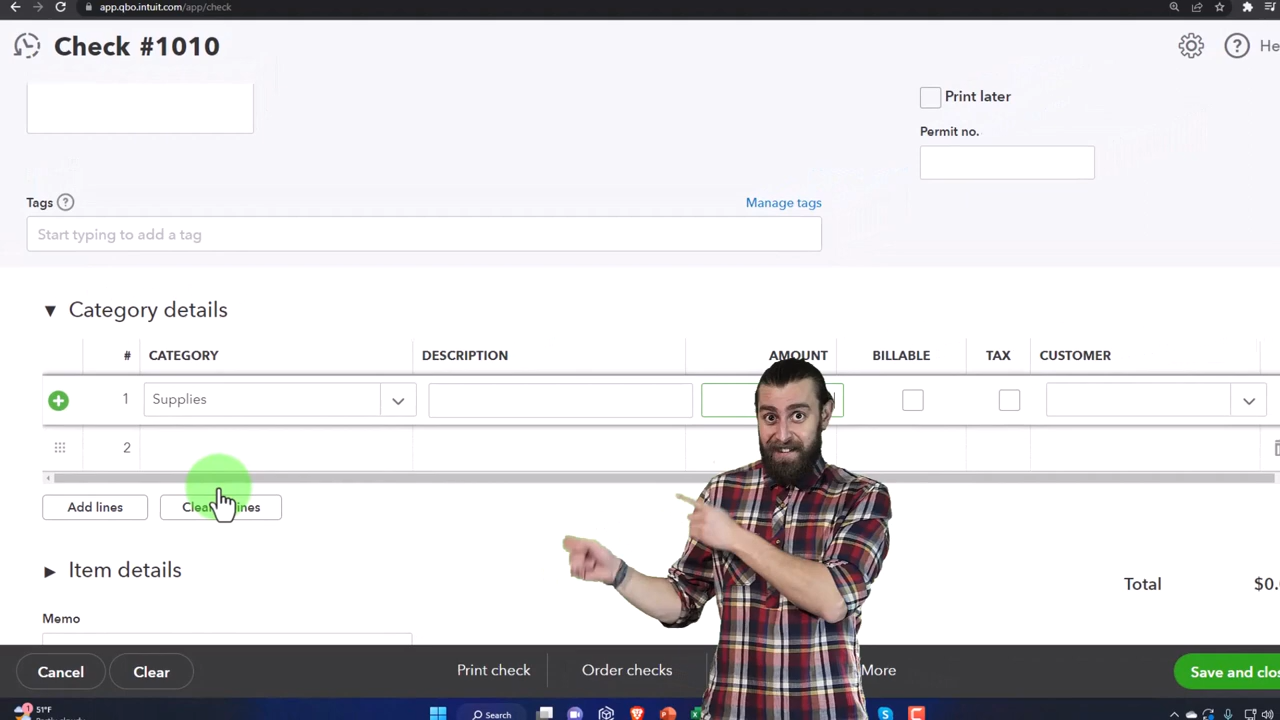 app.qbo.intuit.com/app/check
Check #1010
Print later
Permit no.
Tags
Manage tags
Start typing to add a tag
Category details
# CATEGORY DESCRIPTION AMOUNT BILLABLE TAX CUSTOMER
1 Supplies
2
Add lines
Item details
Total
Memo
Cancel Clear Print check Order checks More
51°F
Search